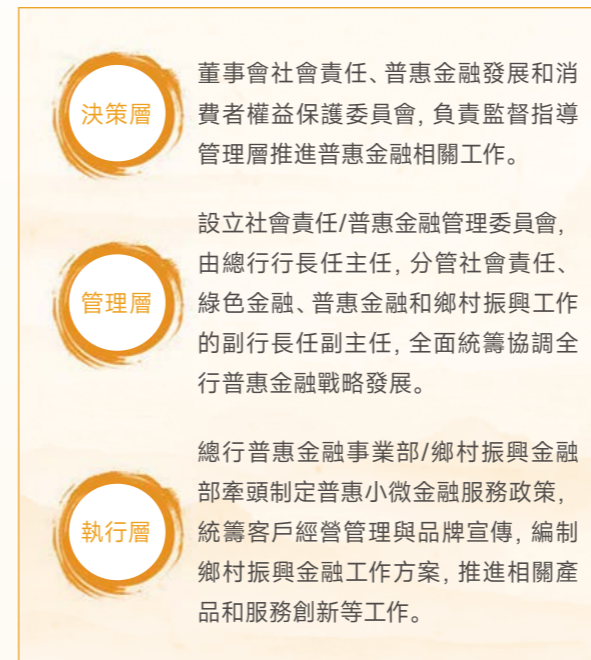 決策層
董事會社會責任、普惠金融發展和消
費者權益保護委員會, 負責監督指導
管理層推進普惠金融相關工作。
管理層
設立社會責任/普惠金融管理委員會,
由總行行長任主任, 分管社會責任、
綠色金融、普惠金融和鄉村振興工作
的副行長任副主任, 全面統籌協調全
行普惠金融戰略發展。
執行層
總行普惠金融事業部/鄉村振興金融
部牽頭制定普惠小微金融服務政策,
統籌客戶經營管理與品牌宣傳, 編制
鄉村振興金融工作方案, 推進相關產
品和服務創新等工作。